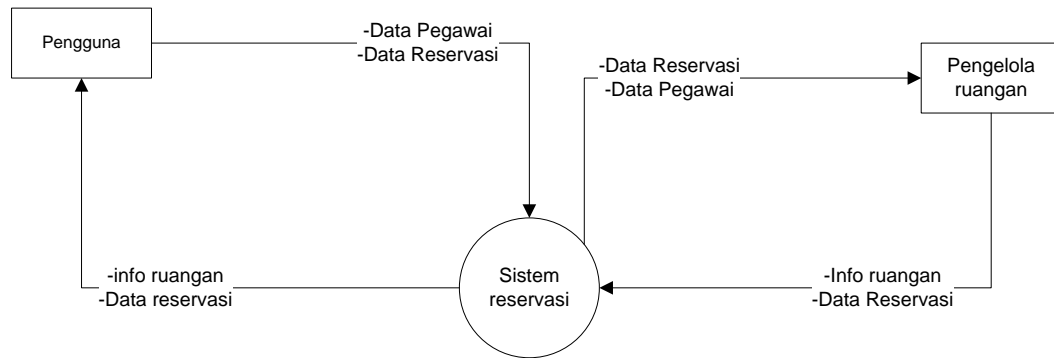 Pengguna
-Data Pegawai
-Data Reservasi
-Data Reservasi
-Data Pegawai
Pengelola
ruangan
-info ruangan
-Data reservasi
Sistem
reservasi
-Info ruangan
-Data Reservasi